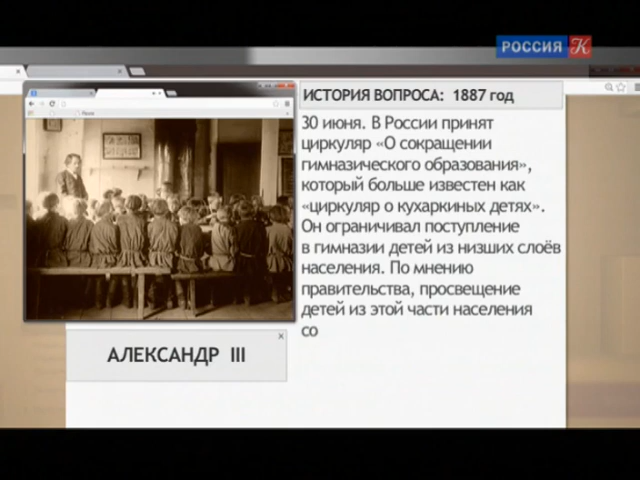 РОССИЯ К
ИСТОРИЯ ВОПРОСА: 1887 год
30 июня. В России принят
циркуляр «О сокращении
гимназического образования»,
который больше известен как
«циркуляр о кухаркиных детях».
Он ограничивал поступление
в гимназии детей из низших слоёв
населения. По мнению
правительства, просвещение
детей из этой части населения
со
АЛЕКСАНДР III